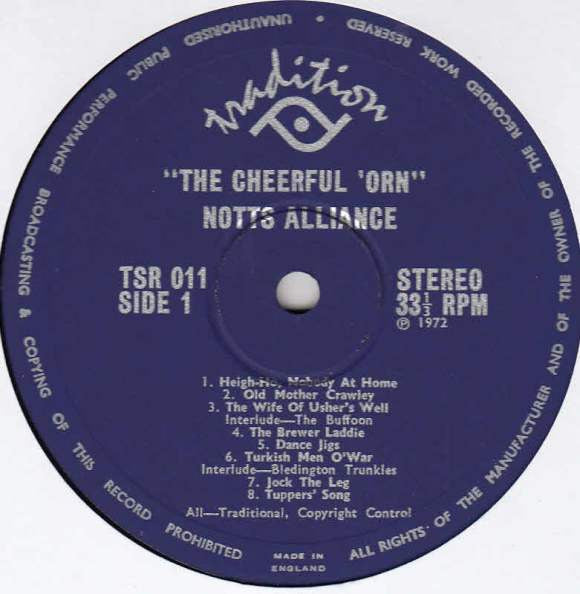 Tradition
"THE CHEERFUL 'ORN"
NOTTS ALLIANCE
TSR 011
SIDE 1
STEREO
33⅓ RPM
℗ 1972
1. Heigh-Ho, Nobody At Home
2. Old Mother Crawley
3. The Wife Of Usher's Well
Interlude—The Buffoon
4. The Brewer Laddie
5. Dance Jigs
6. Turkish Men O'War
Interlude—Bledington Trunkles
7. Jock The Leg
8. Tuppers' Song
All—Traditional, Copyright Control
MADE IN
ENGLAND
ALL RIGHTS OF THE MANUFACTURER AND OF THE OWNER OF THE RECORDED WORK RESERVED • UNAUTHORISED PUBLIC PERFORMANCE BROADCASTING & COPYING OF THIS RECORD PROHIBITED